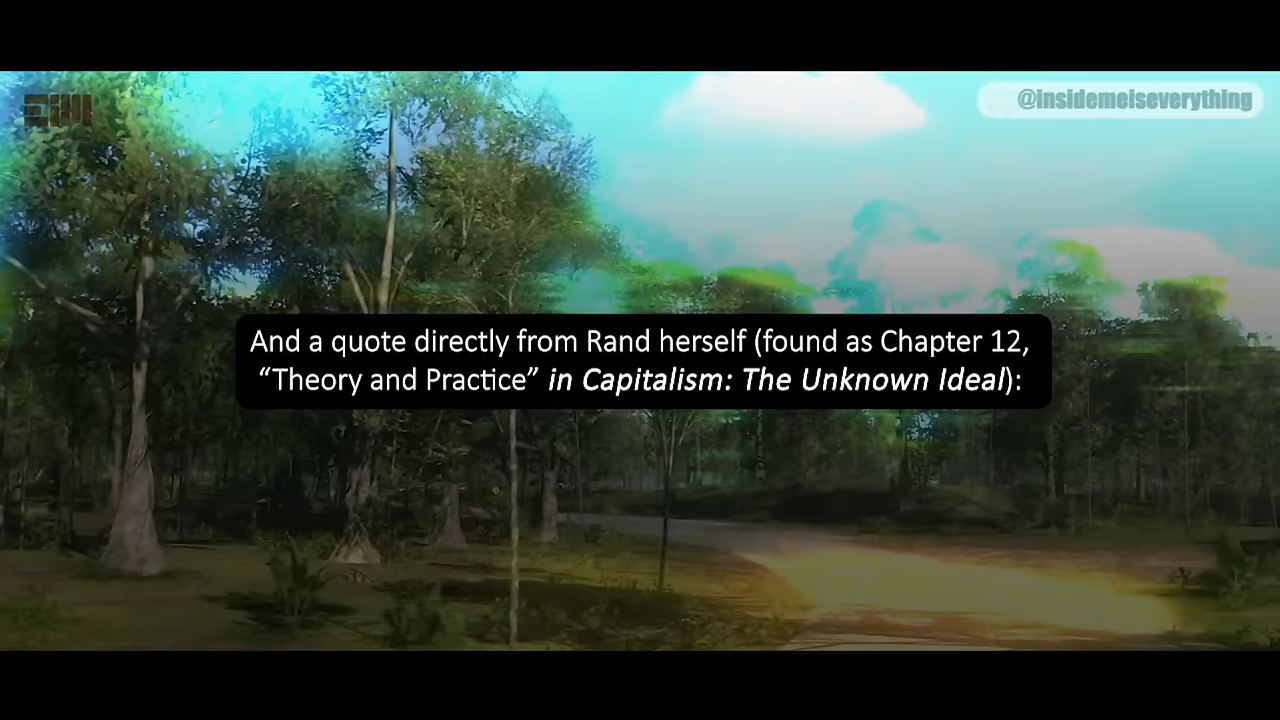 EiM
@Insidemeiseverything
And a quote directly from Rand herself (found as Chapter 12,
“Theory and Practice” in Capitalism: The Unknown Ideal):